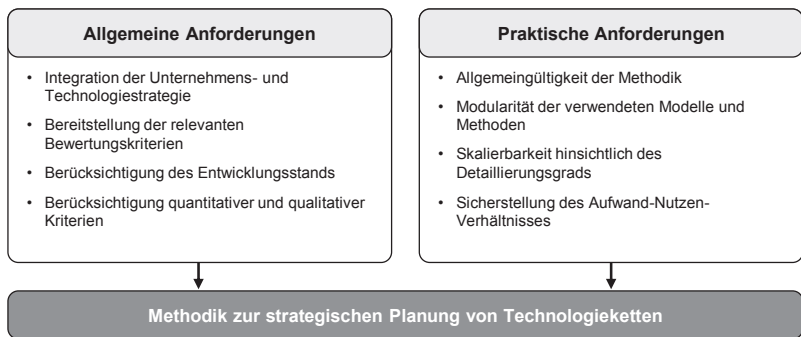 Allgemeine Anforderungen
• Integration der Unternehmens- und
Technologiestrategie
• Bereitstellung der relevanten
Bewertungskriterien
• Berücksichtigung des Entwicklungsstands
• Berücksichtigung quantitativer und qualitativer
Kriterien
Praktische Anforderungen
• Allgemeingültigkeit der Methodik
• Modularität der verwendeten Modelle und
Methoden
• Skalierbarkeit hinsichtlich des
Detaillierungsgrads
• Sicherstellung des Aufwand-Nutzen-
Verhältnisses
Methodik zur strategischen Planung von Technologieketten